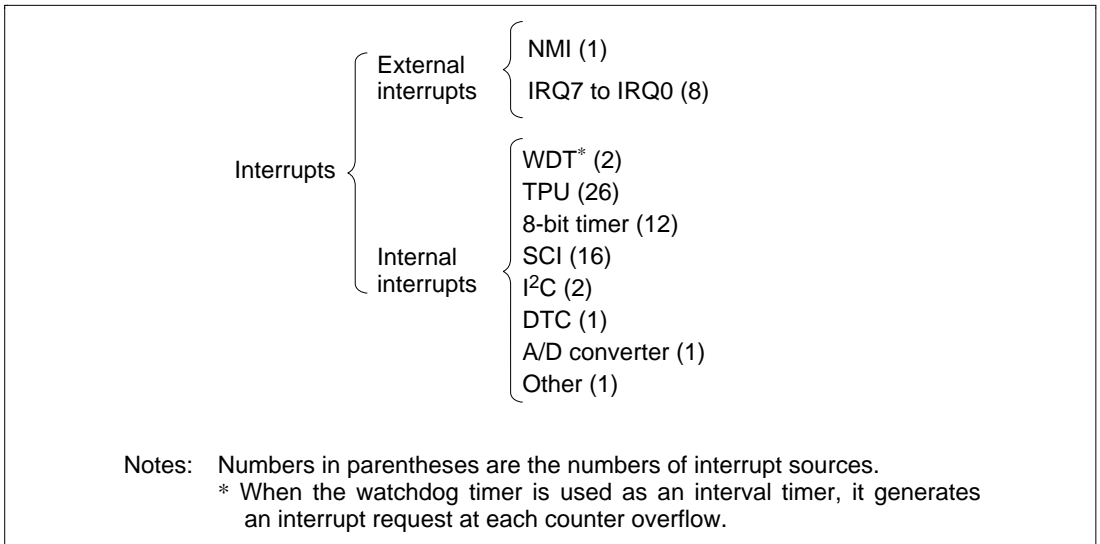 Interrupts
External
interrupts
NMI (1)
IRQ7 to IRQ0 (8)
Internal
interrupts
WDT* (2)
TPU (26)
8-bit timer (12)
SCI (16)
I²C (2)
DTC (1)
A/D converter (1)
Other (1)
Notes: Numbers in parentheses are the numbers of interrupt sources.
* When the watchdog timer is used as an interval timer, it generates
an interrupt request at each counter overflow.